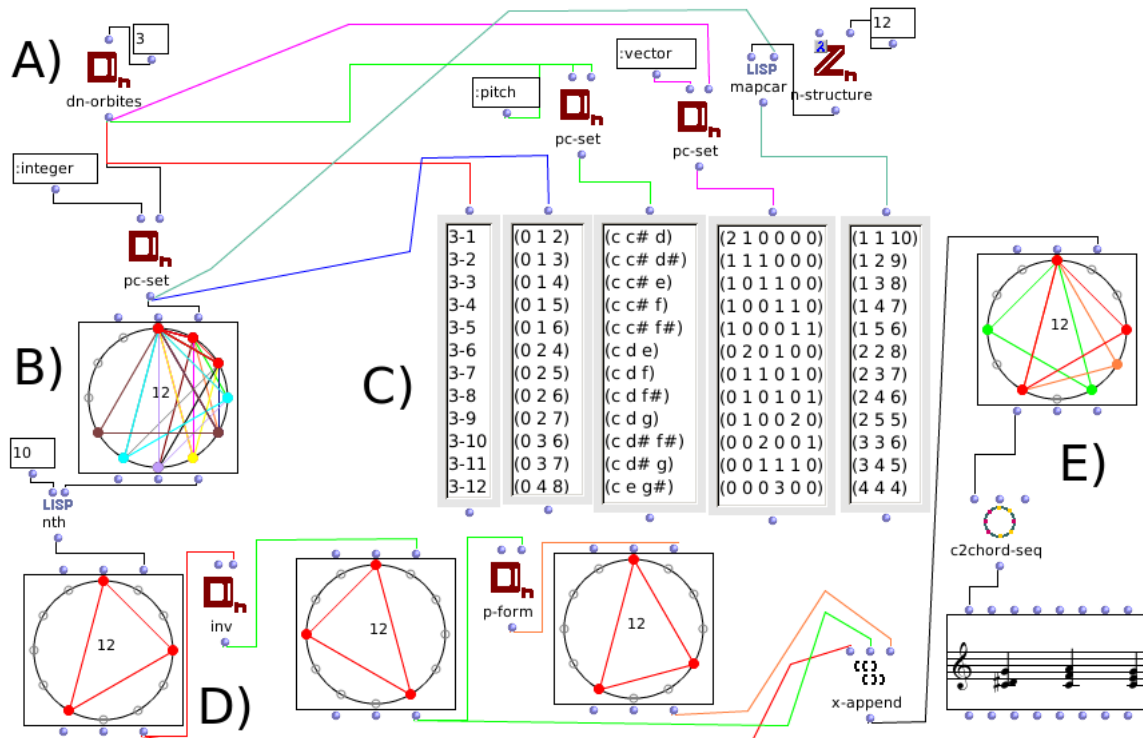 A)
3
dn-orbites
:integer
pc-set
:pitch
pc-set
:vector
pc-set
LISP
mapcar
2
n-structure
12
B)
12
10
LISP
nth
C)
3-1 (0 1 2) (c c# d) (2 1 0 0 0 0) (1 1 10)
3-2 (0 1 3) (c c# d#) (1 1 1 0 0 0) (1 2 9)
3-3 (0 1 4) (c c# e) (1 0 1 1 0 0) (1 3 8)
3-4 (0 1 5) (c c# f) (1 0 0 1 1 0) (1 4 7)
3-5 (0 1 6) (c c# f#) (1 0 0 0 1 1) (1 5 6)
3-6 (0 2 4) (c d e) (0 2 0 1 0 0) (2 2 8)
3-7 (0 2 5) (c d f) (0 1 1 0 1 0) (2 3 7)
3-8 (0 2 6) (c d f#) (0 1 0 1 0 1) (2 4 6)
3-9 (0 2 7) (c d g) (0 1 0 0 2 0) (2 5 5)
3-10 (0 3 6) (c d# f#) (0 0 2 0 0 1) (3 3 6)
3-11 (0 3 7) (c d# g) (0 0 1 1 1 0) (3 4 5)
3-12 (0 4 8) (c e g#) (0 0 0 3 0 0) (4 4 4)
E)
12
c2chord-seq
D)
12
inv
12
p-form
12
x-append